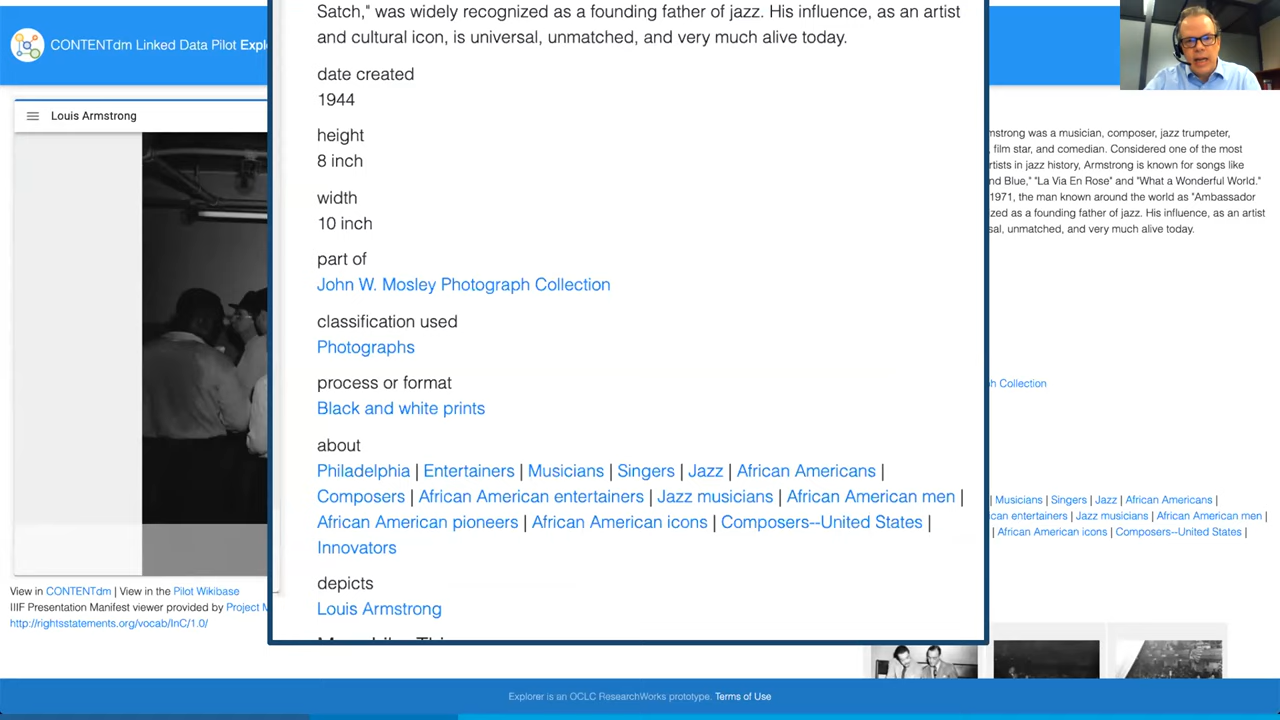 CONTENTdm Linked Data Pilot
Louis Armstrong
Satch," was widely recognized as a founding father of jazz. His influence, as an artist
and cultural icon, is universal, unmatched, and very much alive today.
date created
1944
height
8 inch
width
10 inch
part of
John W. Mosley Photograph Collection
classification used
Photographs
process or format
Black and white prints
about
Philadelphia | Entertainers | Musicians | Singers | Jazz | African Americans |
Composers | African American entertainers | Jazz musicians | African American men |
African American pioneers | African American icons | Composers--United States |
Innovators
depicts
Louis Armstrong
mstrong was a musician, composer, jazz trumpeter,
film star, and comedian. Considered one of the most
rtists in jazz history, Armstrong is known for songs like
nd Blue," "La Via En Rose" and "What a Wonderful World."
1971, the man known around the world as "Ambassador
zed as a founding father of jazz. His influence, as an artist
sal, unmatched, and very much alive today.
h Collection
| Musicians | Singers | Jazz | African Americans |
can entertainers | Jazz musicians | African American men |
| African American icons | Composers--United States |
View in CONTENTdm | View in the Pilot Wikibase
IIIF Presentation Manifest viewer provided by Project
http://rightsstatements.org/vocab/InC/1.0/
Explorer is an OCLC ResearchWorks prototype. Terms of Use